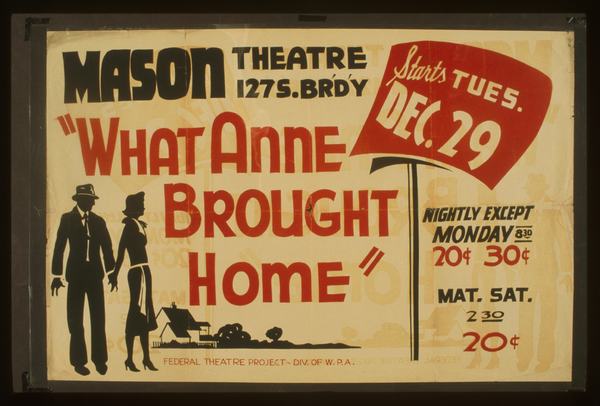 MASON THEATRE
127 S. BR'D'Y
Starts TUES.
DEC. 29
"WHAT ANNE
BROUGHT
HOME"
NIGHTLY EXCEPT
MONDAY 8 30
20¢ 30¢
MAT. SAT.
2 30
20¢
FEDERAL THEATRE PROJECT - DIV. OF W.P.A.